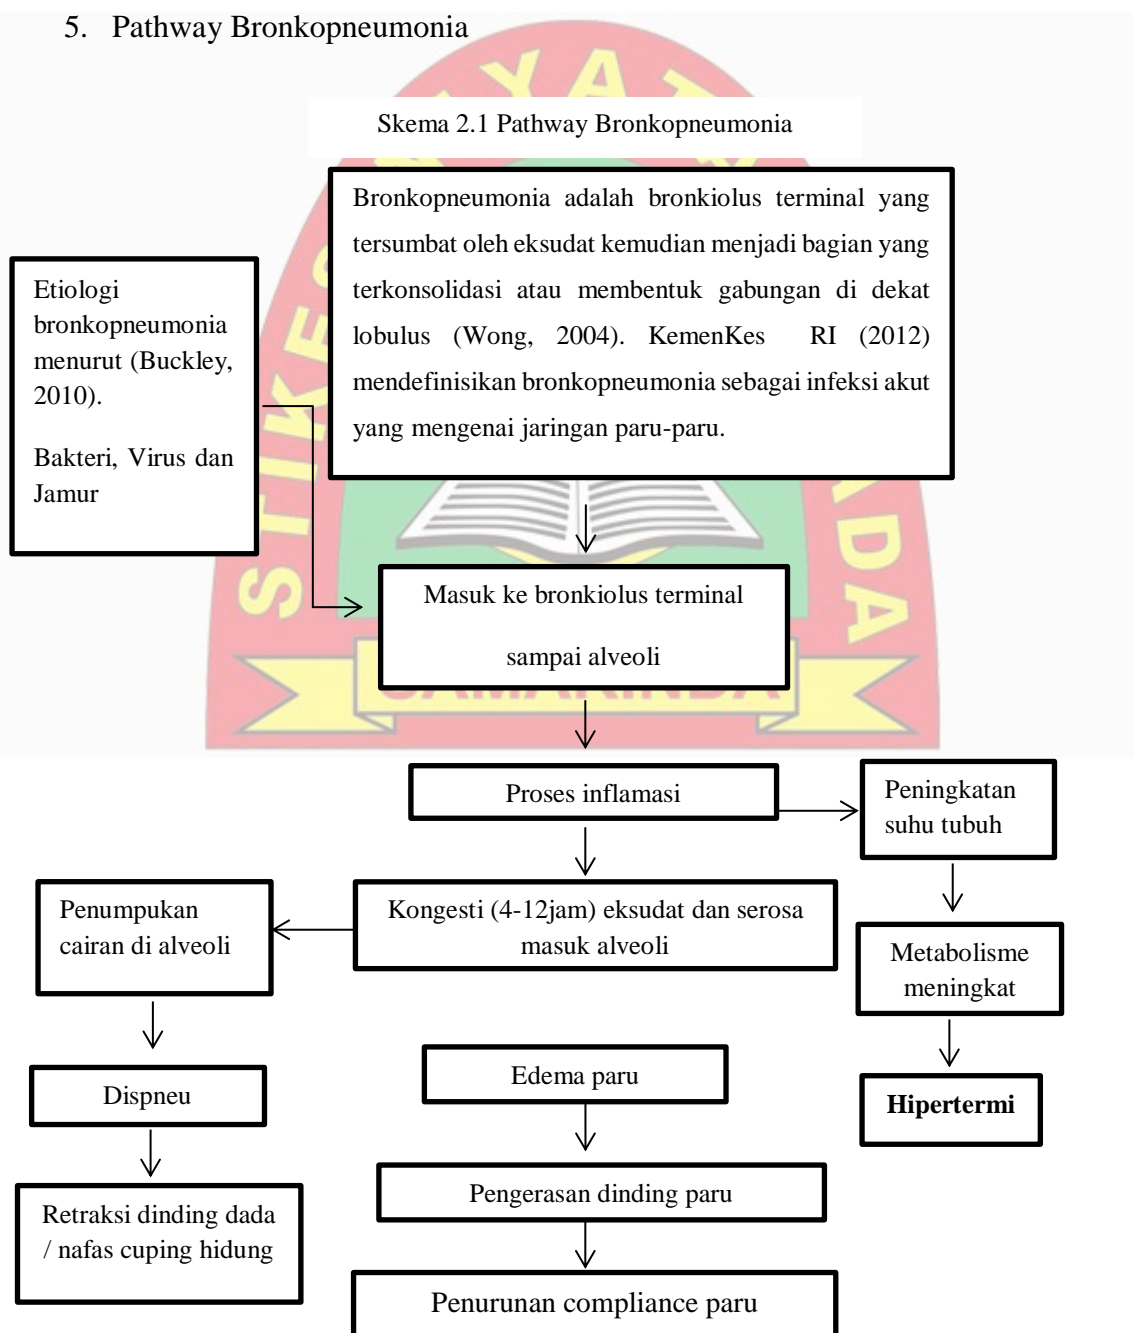 5. Pathway Bronkopneumonia
Skema 2.1 Pathway Bronkopneumonia
Bronkopneumonia adalah bronkiolus terminal yang
tersumbat oleh eksudat kemudian menjadi bagian yang
terkonsolidasi atau membentuk gabungan di dekat
lobulus (Wong, 2004). KemenKes RI (2012)
mendefinisikan bronkopneumonia sebagai infeksi akut
yang mengenai jaringan paru-paru.
Etiologi
bronkopneumonia
menurut (Buckley,
2010).
Bakteri, Virus dan
Jamur
Masuk ke bronkiolus terminal
sampai alveoli
Proses inflamasi
Peningkatan
suhu tubuh
Penumpukan
cairan di alveoli
Kongesti (4-12jam) eksudat dan serosa
masuk alveoli
Metabolisme
meningkat
Dispneu
Edema paru
Hipertermi
Retraksi dinding dada
/ nafas cuping hidung
Pengerasan dinding paru
Penurunan compliance paru